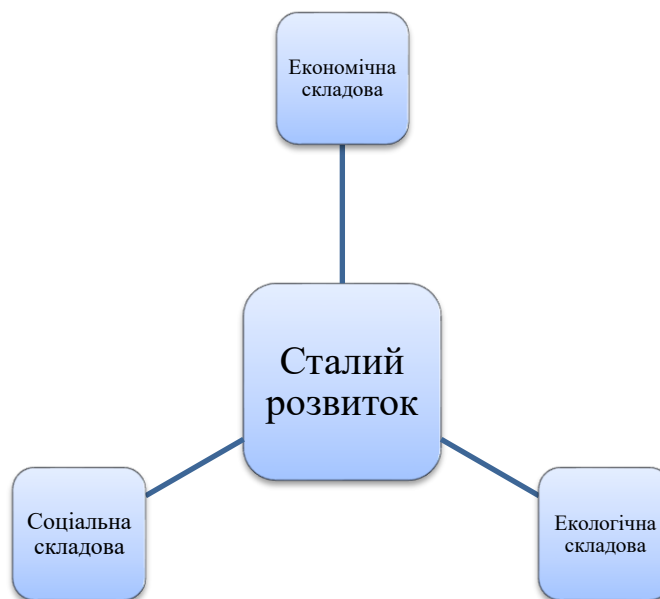 Економічна
складова
Сталий
розвиток
Соціальна
складова
Екологічна
складова